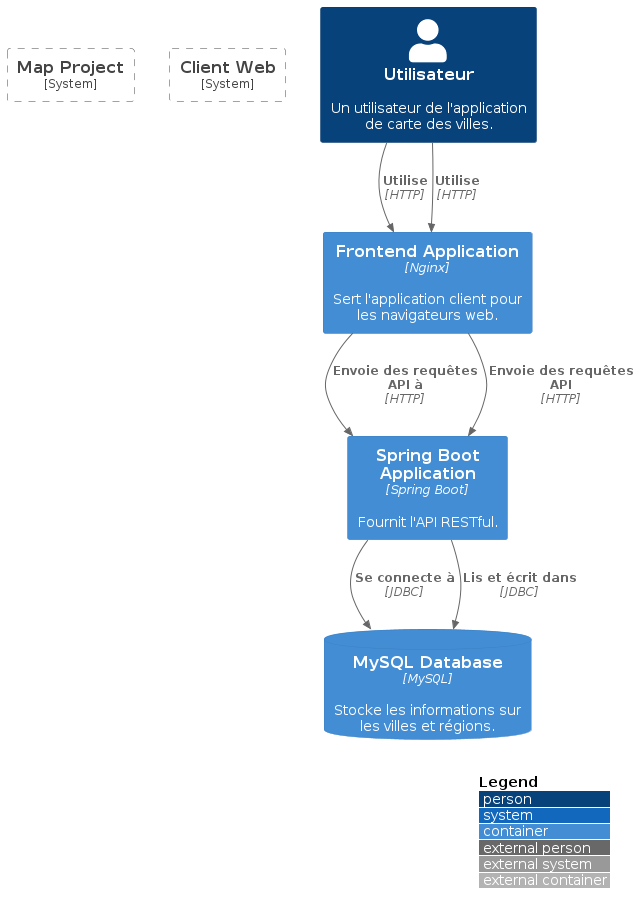 Map Project
[System]
Client Web
[System]
Utilisateur
Un utilisateur de l'application
de carte des villes.
Utilise
[HTTP]
Utilise
[HTTP]
Frontend Application
[Nginx]
Sert l'application client pour
les navigateurs web.
Envoie des requêtes
API à
[HTTP]
Envoie des requêtes
API
[HTTP]
Spring Boot
Application
[Spring Boot]
Fournit l'API RESTful.
Se connecte à
[JDBC]
Lis et écrit dans
[JDBC]
MySQL Database
[MySQL]
Stocke les informations sur
les villes et régions.
Legend
person
system
container
external person
external system
external container